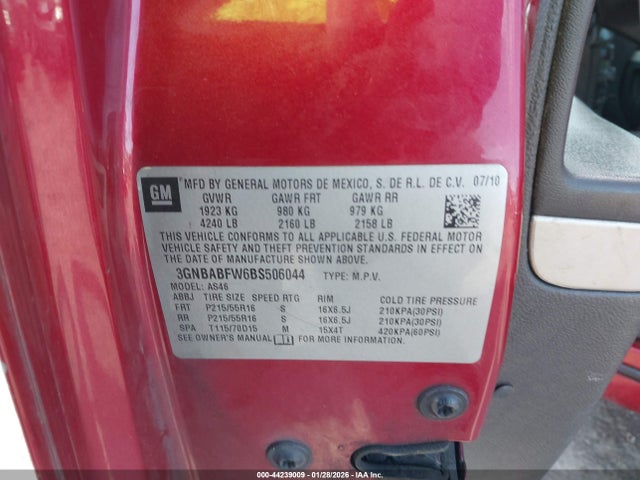 GM MFD BY GENERAL MOTORS DE MEXICO, S. DE R.L. DE C.V. 07/10
GVWR GAWR FRT GAWR RR
1923 KG 980 KG 979 KG
4240 LB 2160 LB 2158 LB
THIS VEHICLE CONFORMS TO ALL APPLICABLE U.S. FEDERAL MOTOR
VEHICLE SAFETY AND THEFT PREVENTION STANDARDS IN EFFECT ON
THE DATE OF MANUFACTURE SHOWN ABOVE.
3GNBABFW6BS506044 TYPE: M.P.V.
MODEL: AS46
ABBJ TIRE SIZE SPEED RTG RIM COLD TIRE PRESSURE
FRT P215/55R16 S 16X6.5J 210KPA(30PSI)
RR P215/55R16 S 16X6.5J 210KPA(30PSI)
SPA T115/70D15 M 15X4T 420KPA(60PSI)
SEE OWNER'S MANUAL FOR MORE INFORMATION.
000-44239009 - 01/28/2026 - IAAI - Copart